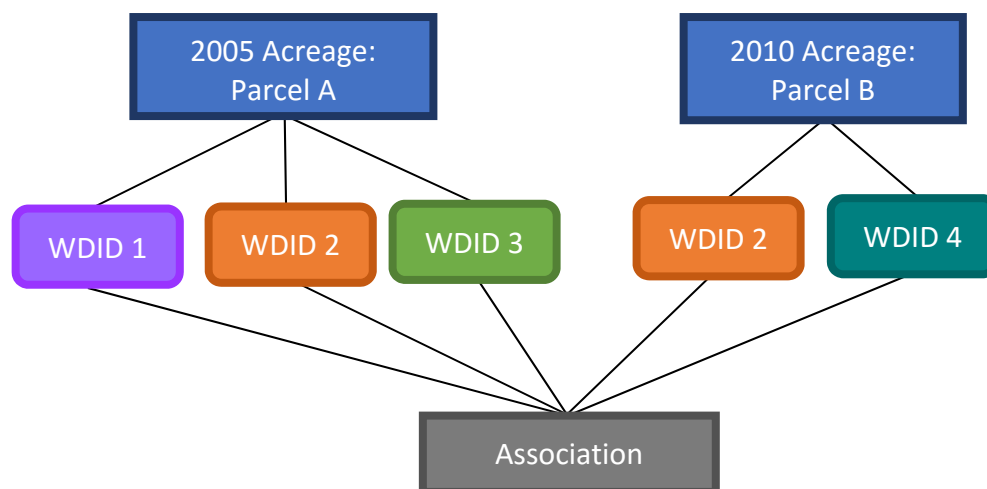 2005 Acreage:
Parcel A
2010 Acreage:
Parcel B
WDID 1
WDID 2
WDID 3
WDID 2
WDID 4
Association